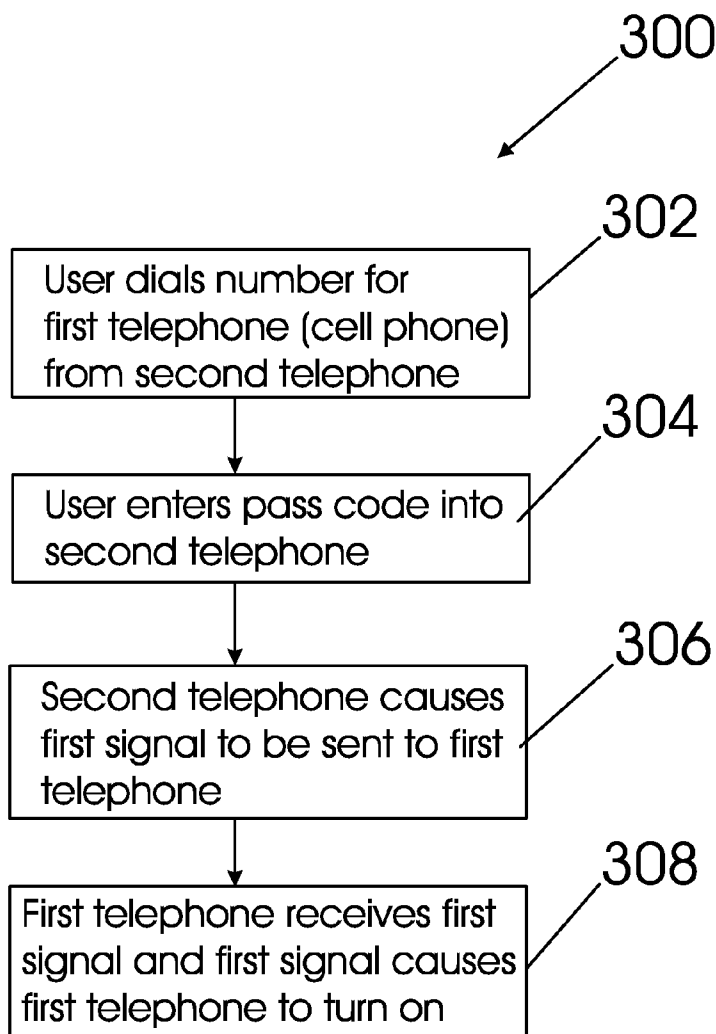 300
302
User dials number for
first telephone (cell phone)
from second telephone
304
User enters pass code into
second telephone
306
Second telephone causes
first signal to be sent to first
telephone
308
First telephone receives first
signal and first signal causes
first telephone to turn on